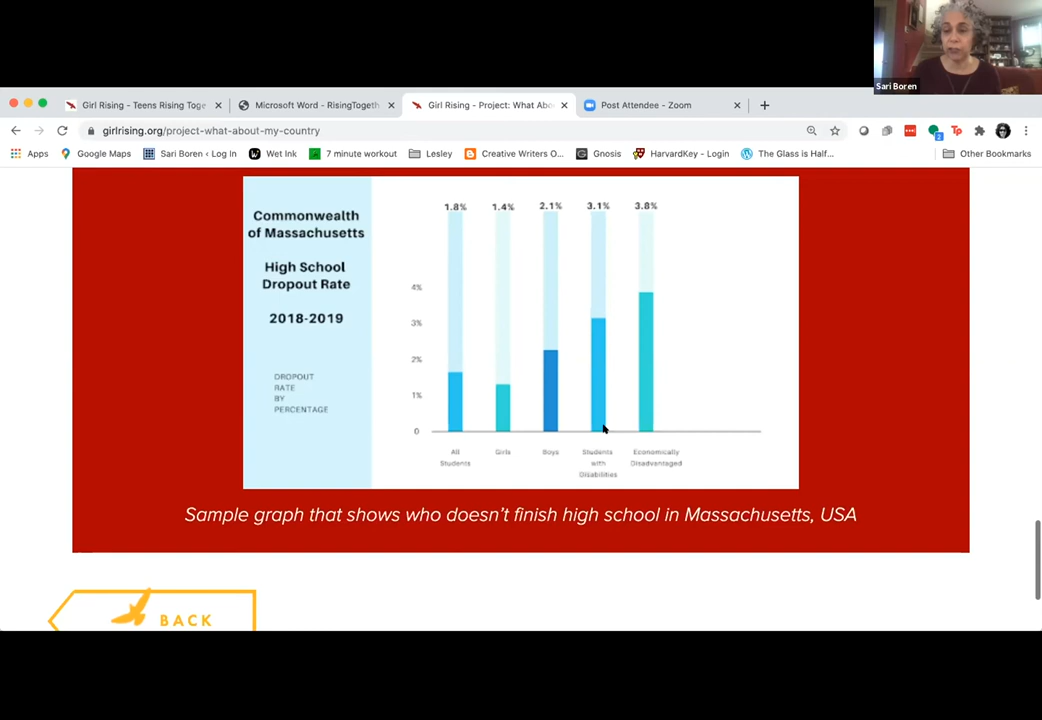 Sari Boren
Girl Rising - Teens Rising Toge
Microsoft Word - RisingTogeth
Girl Rising - Project: What Abo
Post Attendee - Zoom
girlrising.org/project-what-about-my-country
Apps
Google Maps
Sari Boren ‹ Log In
Wet Ink
7 minute workout
Lesley
Creative Writers O...
Gnosis
HarvardKey - Login
The Glass is Half...
Other Bookmarks
Commonwealth
of Massachusetts
High School
Dropout Rate
2018-2019
DROPOUT
RATE
BY
PERCENTAGE
1.8% 1.4% 2.1% 3.1% 3.8%
4%
3%
2%
1%
0
All
Students
Girls
Boys
Students
with
Disabilities
Economically
Disadvantaged
Sample graph that shows who doesn't finish high school in Massachusetts, USA
BACK